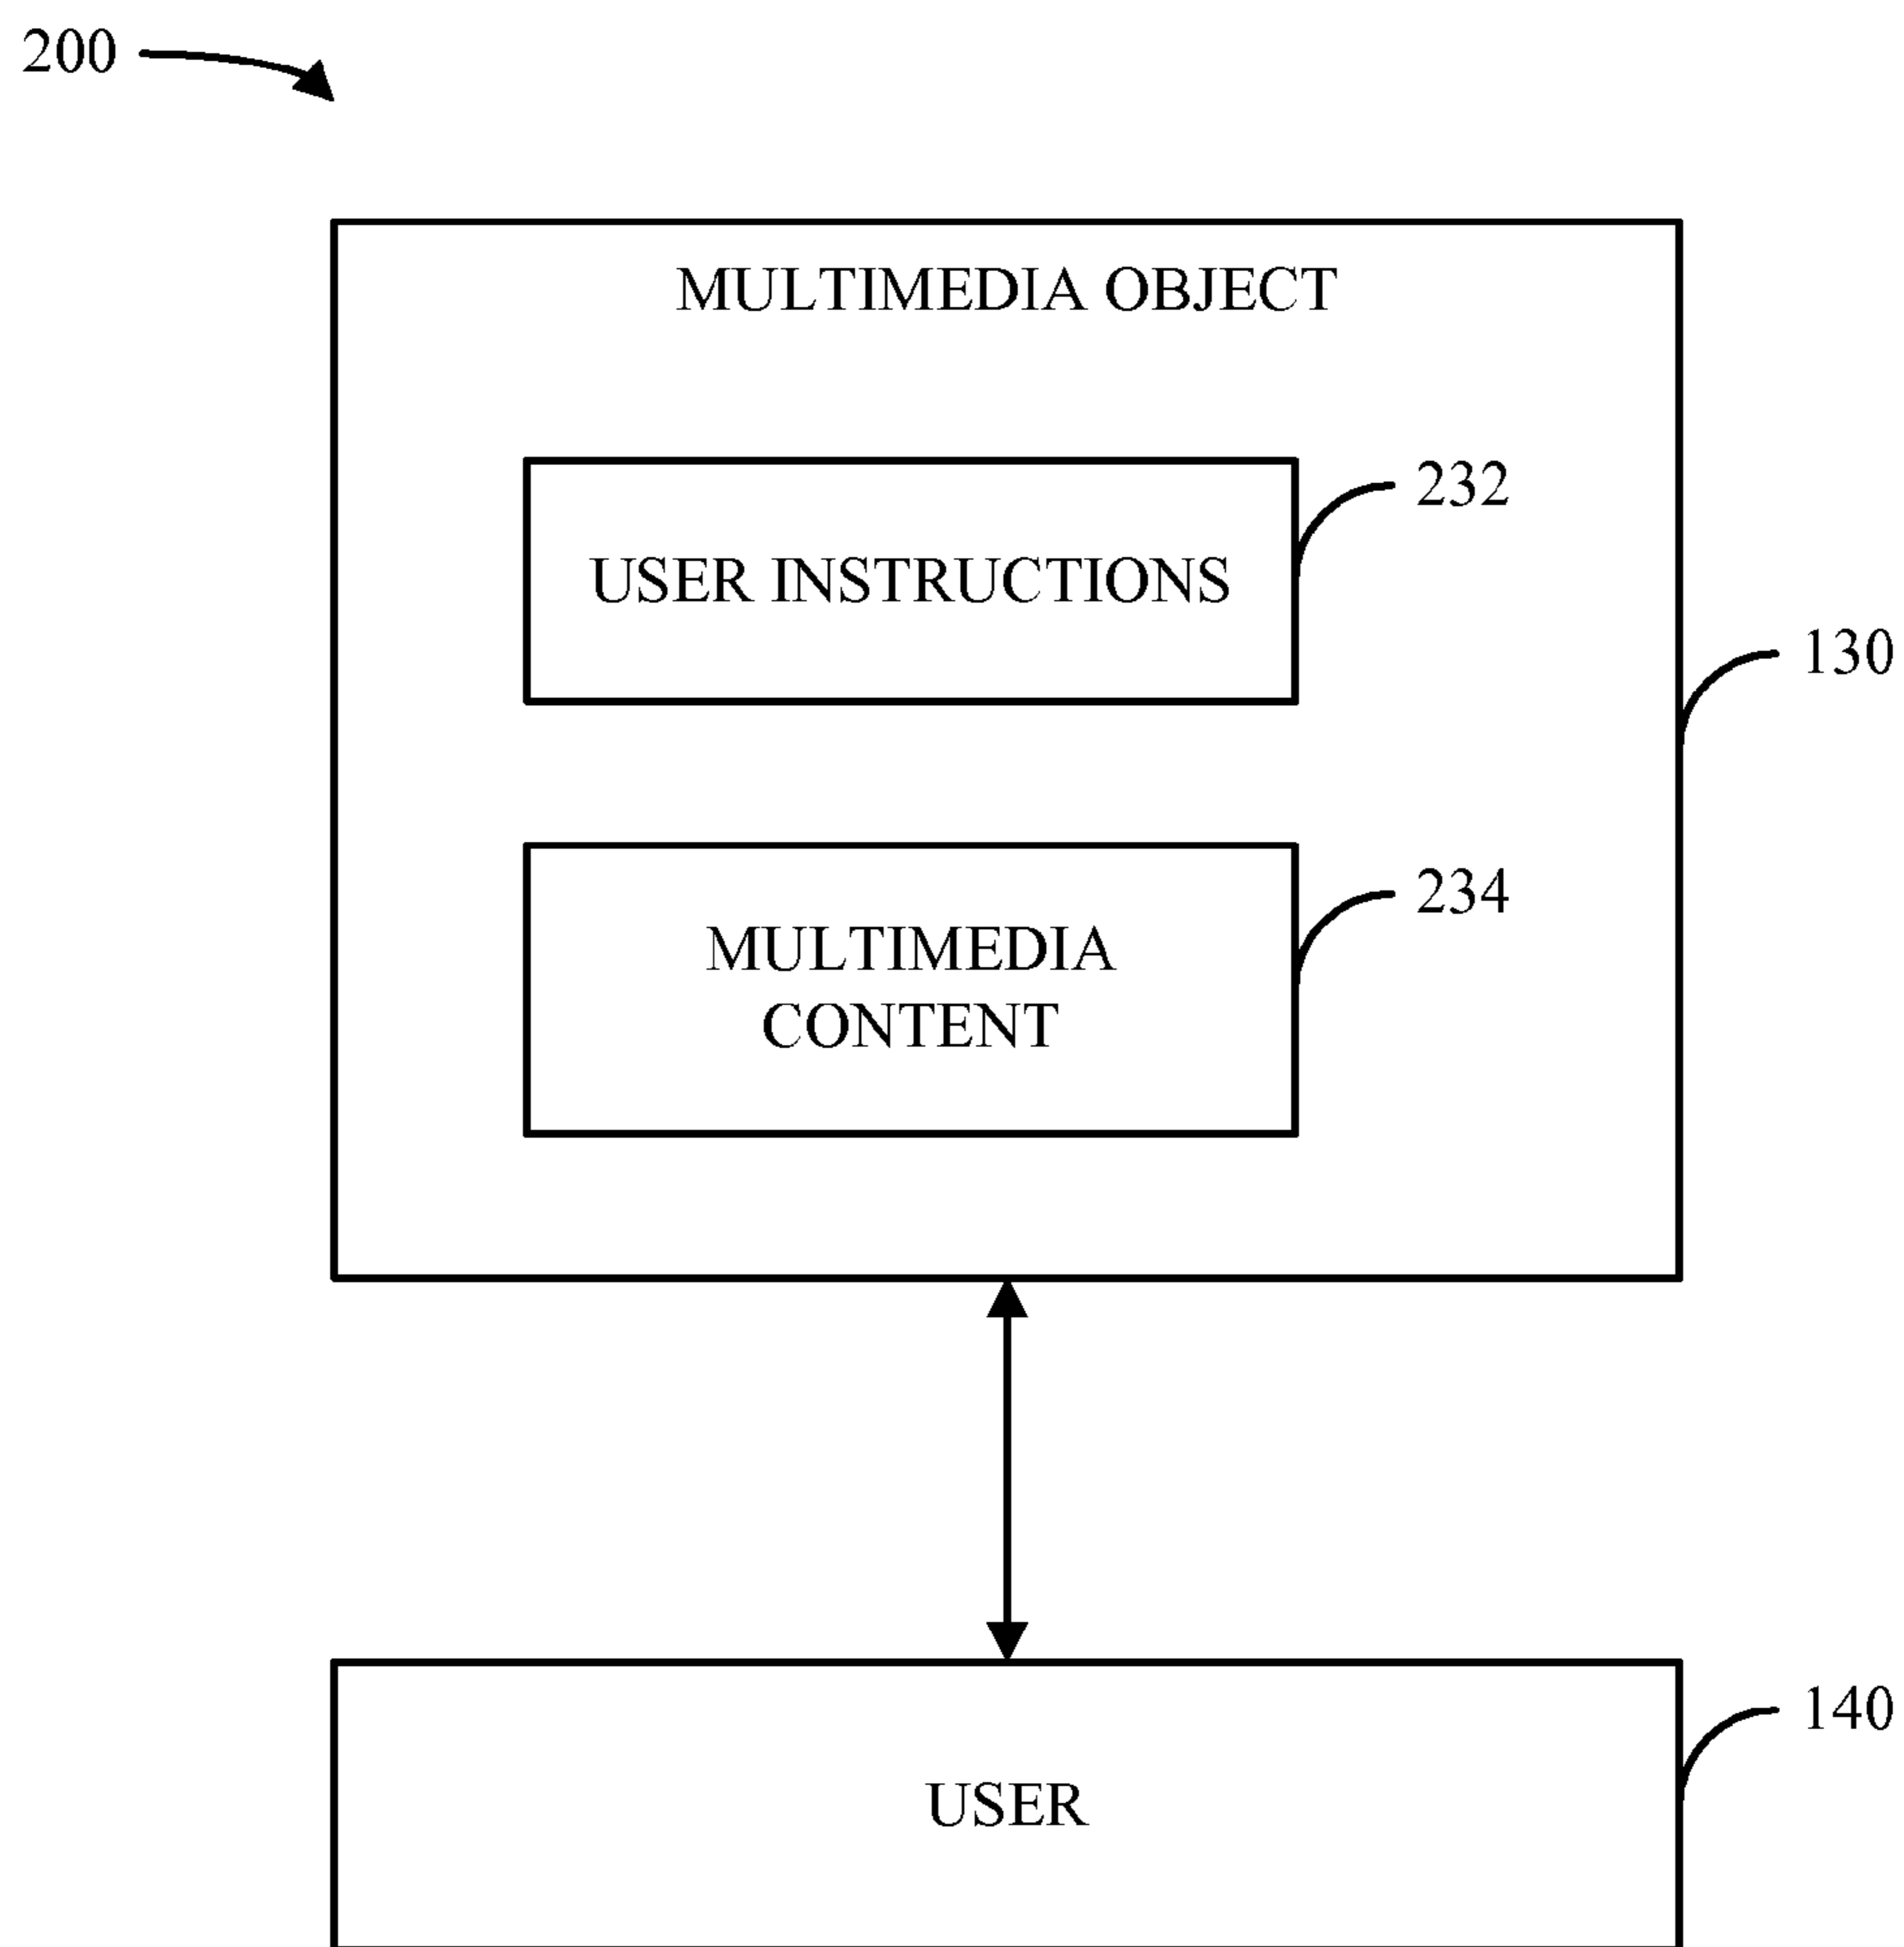 200
MULTIMEDIA OBJECT
232
USER INSTRUCTIONS
130
234
MULTIMEDIA
CONTENT
140
USER